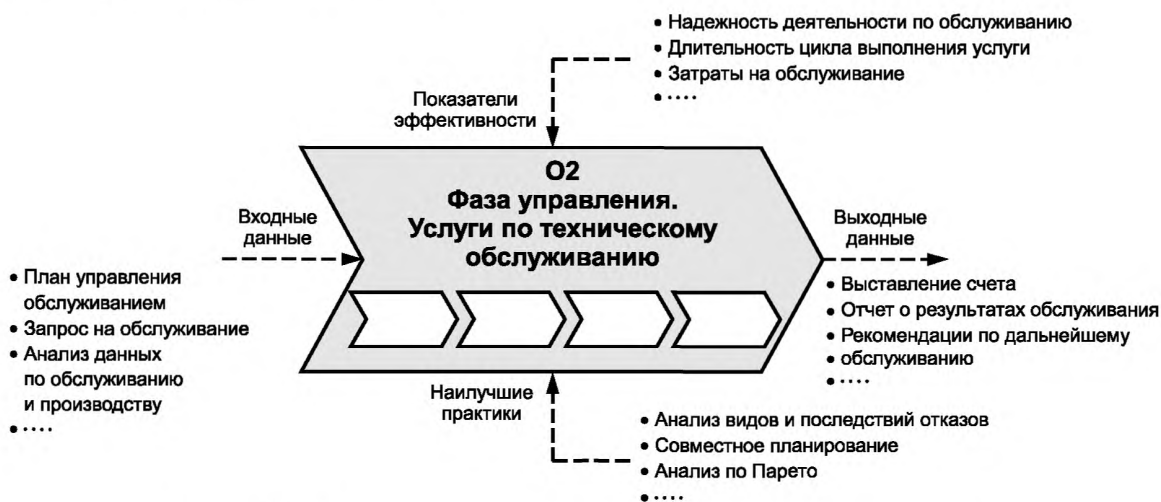 • Надежность деятельности по обслуживанию
• Длительность цикла выполнения услуги
• Затраты на обслуживание
• ····
Показатели
эффективности
О2
Фаза управления.
Услуги по техническому
обслуживанию
Входные
данные
• План управления
обслуживанием
• Запрос на обслуживание
• Анализ данных
по обслуживанию
и производству
• ····
Выходные
данные
• Выставление счета
• Отчет о результатах обслуживания
• Рекомендации по дальнейшему
• обслуживанию
• ····
Наилучшие
практики
• Анализ видов и последствий отказов
• Совместное планирование
• Анализ по Парето
• ····